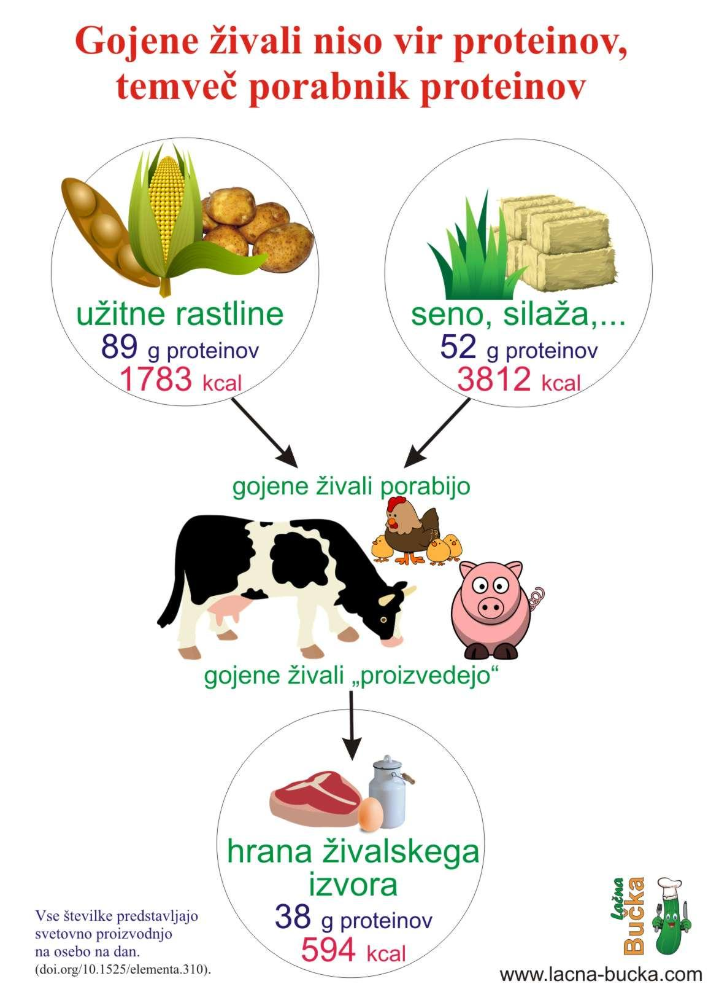 Gojene živali niso vir proteinov,
temveč porabnik proteinov
užitne rastline
89 g proteinov
1783 kcal
seno, silaža,...
52 g proteinov
3812 kcal
gojene živali porabijo
gojene živali „proizvedejo“
hrana živalskega
izvora
38 g proteinov
594 kcal
Vse številke predstavljajo
svetovno proizvodnjo
na osebo na dan.
(doi.org/10.1525/elementa.310).
Lačna
Bučka
www.lacna-bucka.com